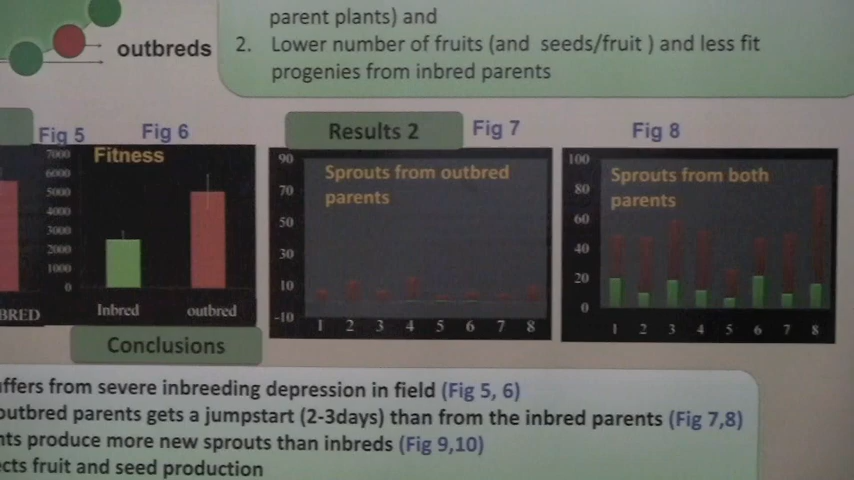 parent plants) and
outbreds
2. Lower number of fruits (and seeds/fruit ) and less fit
progenies from inbred parents
Fig 5
Fig 6
Results 2
Fig 7
Fig 8
7000
6000
5000
4000
3000
2000
1000
0
Fitness
Inbred outbred
BRED
90
70
50
30
10
-10
Sprouts from outbred
parents
1 2 3 4 5 6 7 8
100
80
60
40
20
0
Sprouts from both
parents
1 2 3 4 5 6 7 8
Conclusions
uffers from severe inbreeding depression in field (Fig 5, 6)
outbred parents gets a jumpstart (2-3days) than from the inbred parents (Fig 7,8)
nts produce more new sprouts than inbreds (Fig 9,10)
ects fruit and seed production